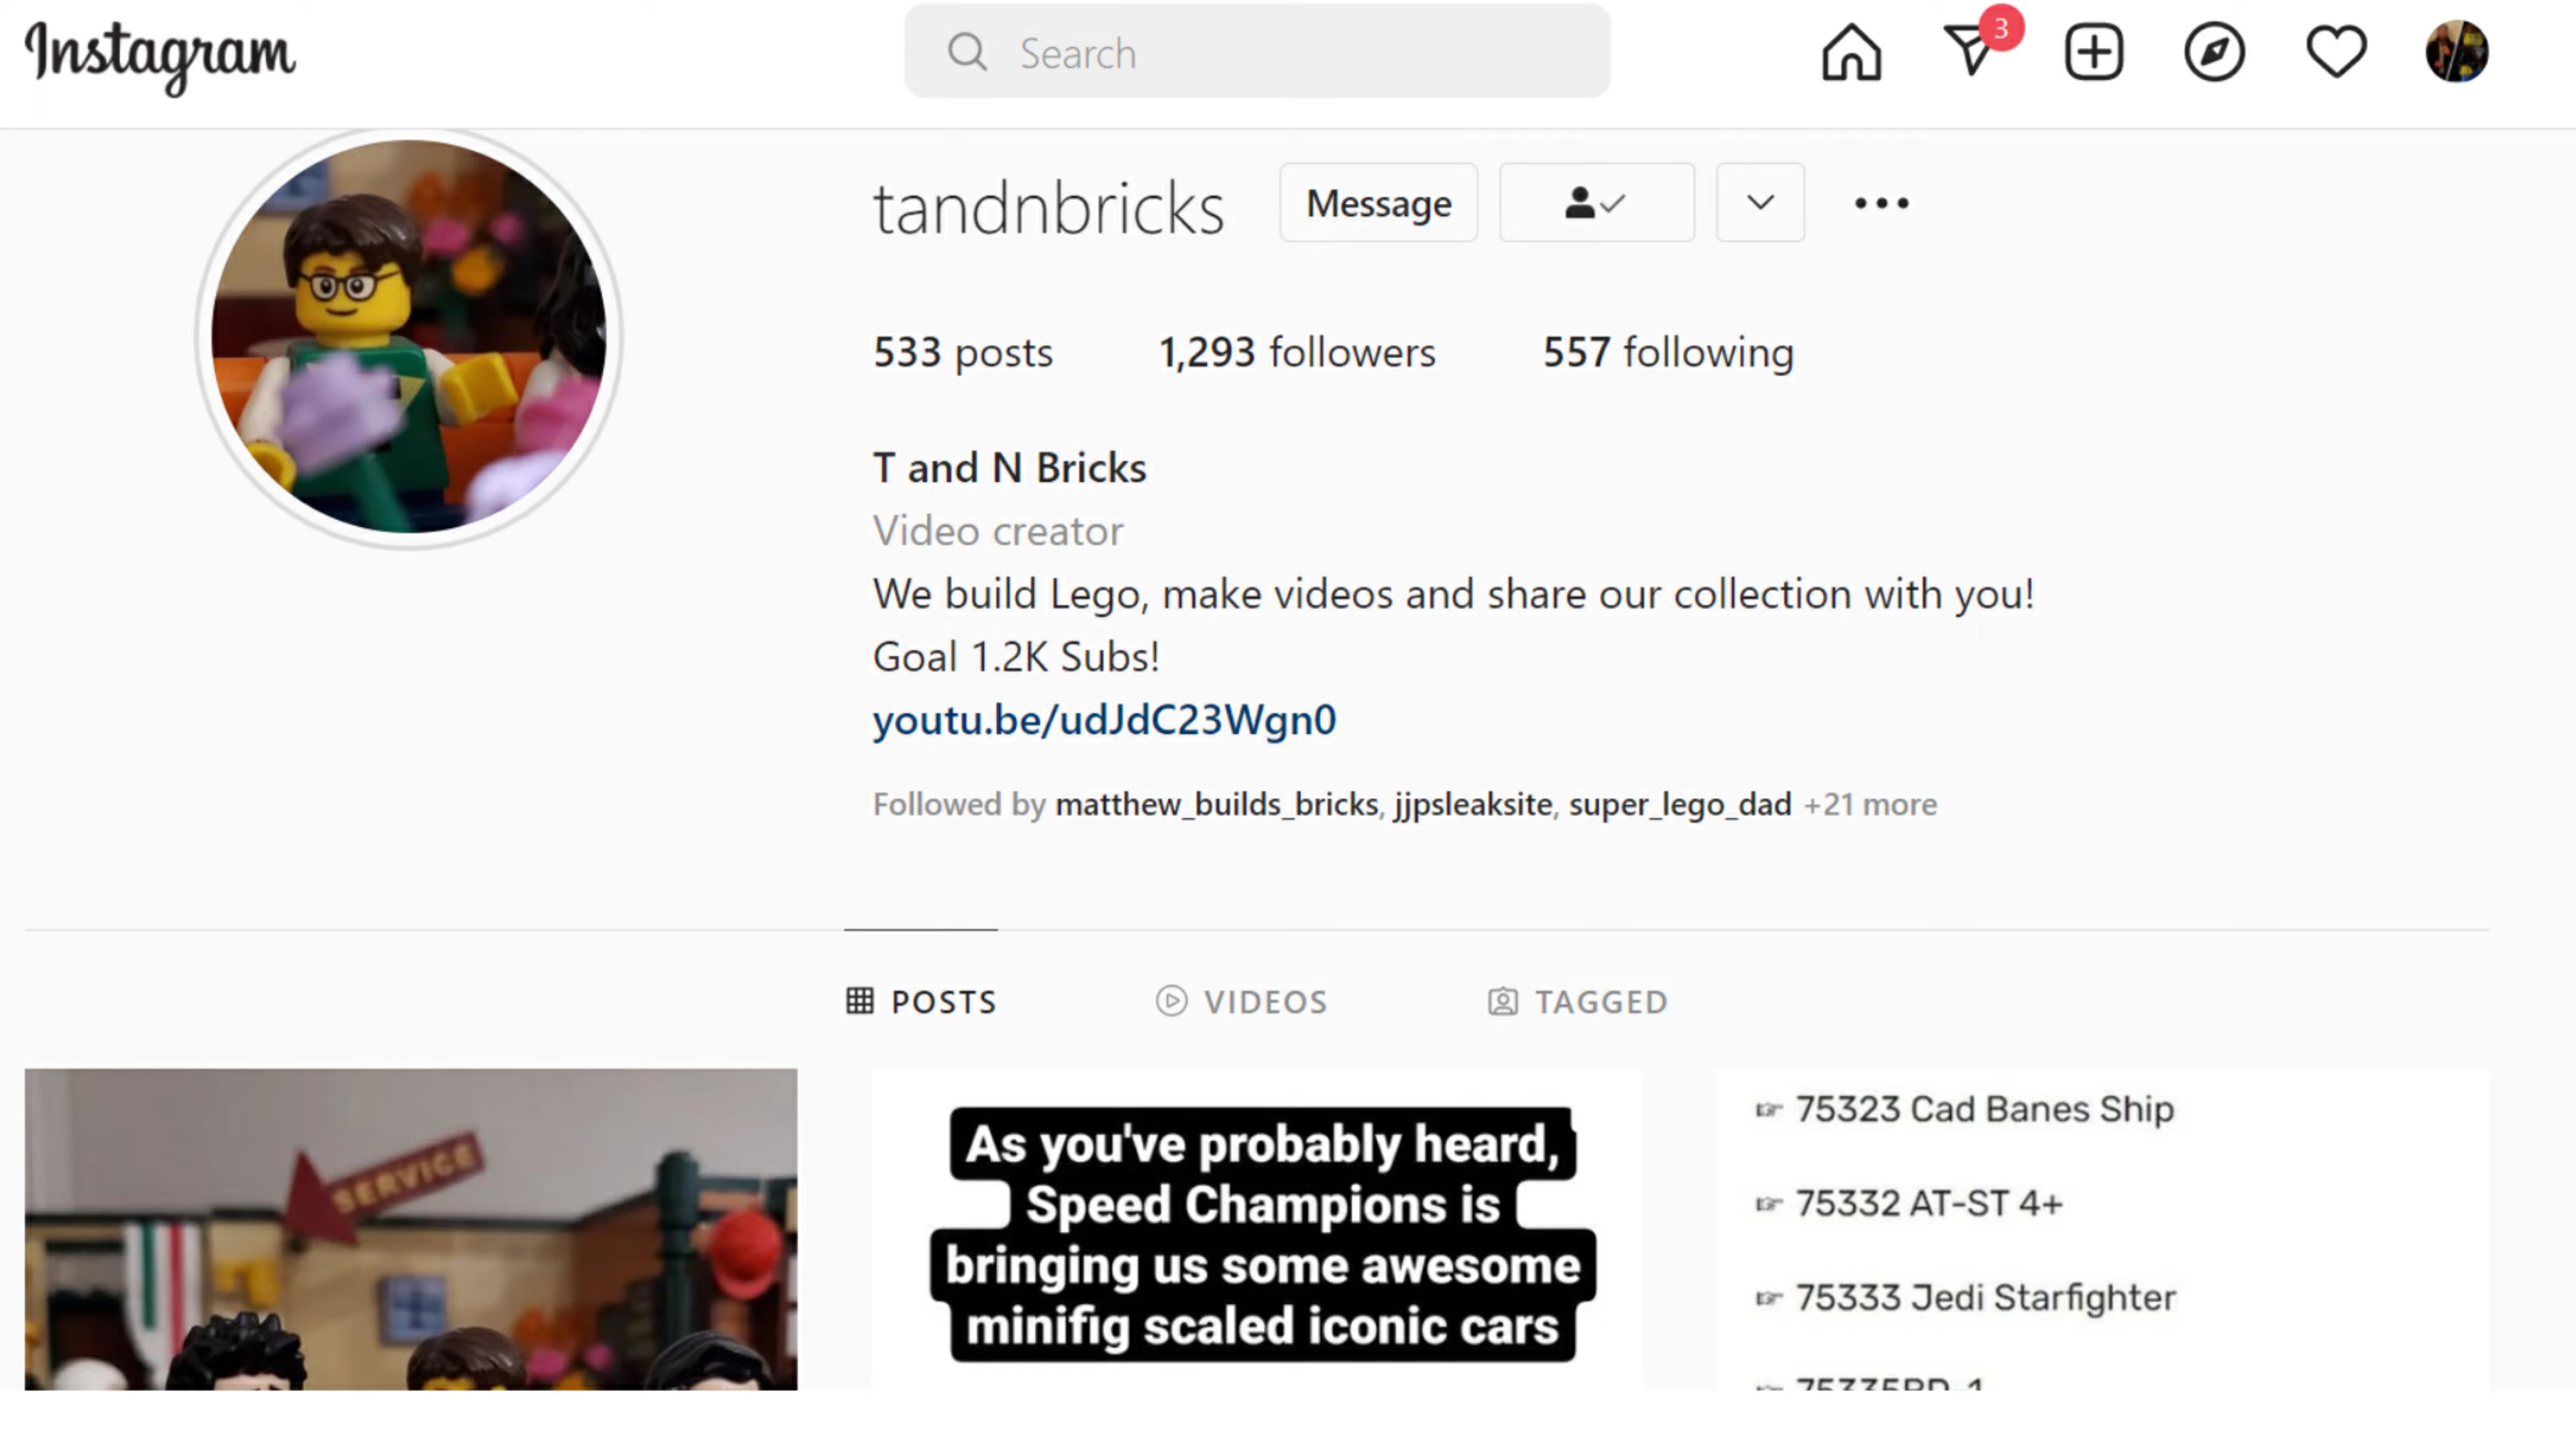 Instagram
Search
3
tandnbricks
Message
533 posts
1,293 followers
557 following
T and N Bricks
Video creator
We build Lego, make videos and share our collection with you!
Goal 1.2K Subs!
youtu.be/udJdC23Wgn0
Followed by matthew_builds_bricks, jjpsleaksite, super_lego_dad +21 more
POSTS
VIDEOS
TAGGED
SERVICE
As you've probably heard,
Speed Champions is
bringing us some awesome
minifig scaled iconic cars
☞ 75323 Cad Banes Ship
☞ 75332 AT-ST 4+
☞ 75333 Jedi Starfighter
☞ 75335BD-1